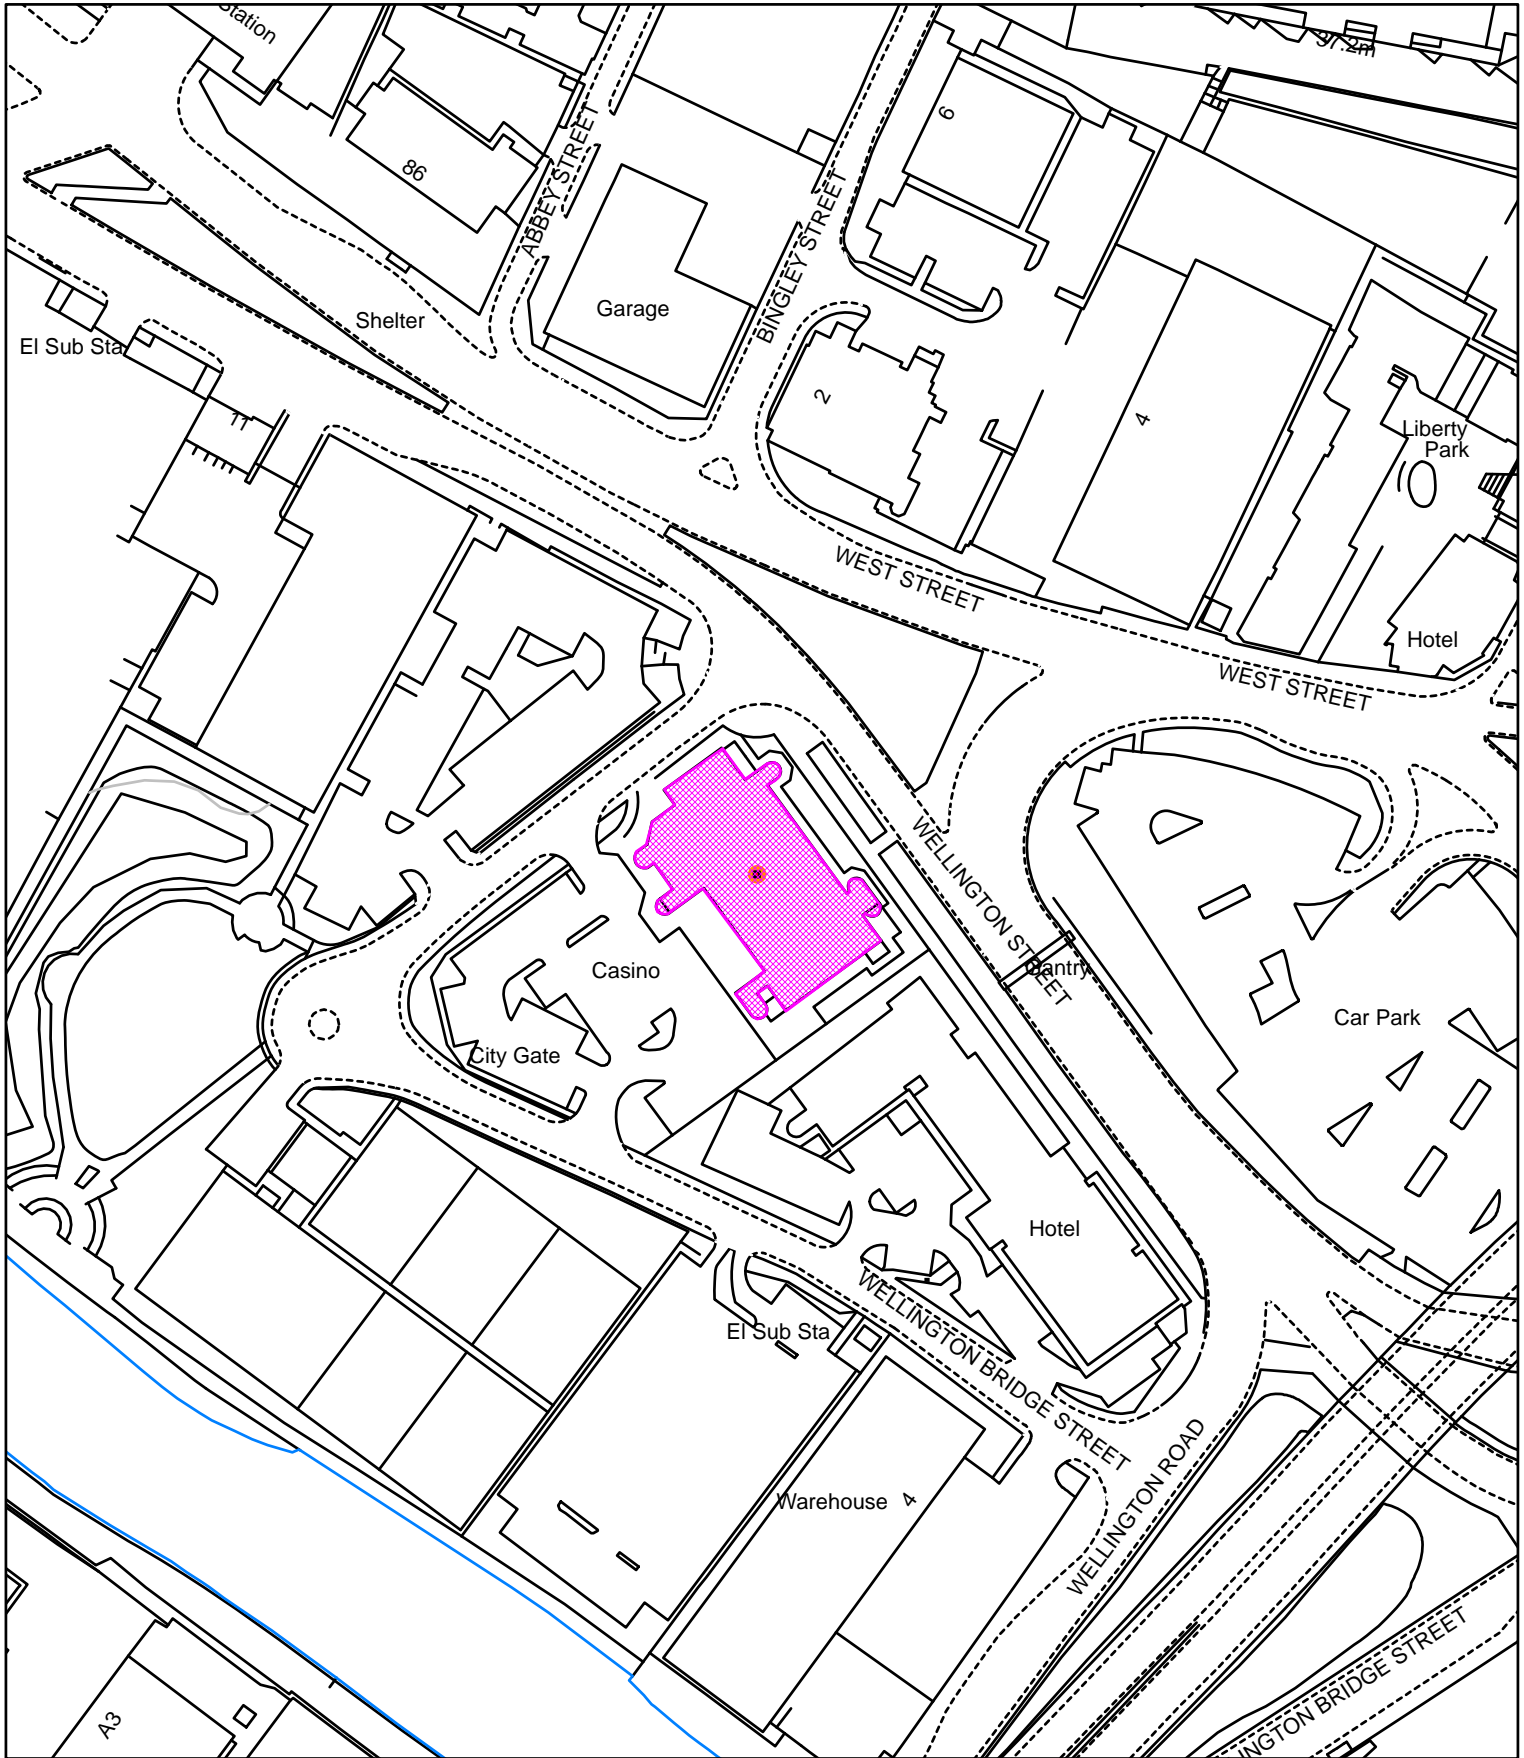 Station
37.2m
6
86
ABBEY STREET
BINGLEY STREET
Garage
Shelter
El Sub Sta
2
4
11
Liberty
Park
WEST STREET
Hotel
WEST STREET
WELLINGTON STREET
Casino
Gantry
Car Park
City Gate
Hotel
WELLINGTON BRIDGE STREET
El Sub Sta
WELLINGTON ROAD
Warehouse
4
INGTON BRIDGE STREET
A3